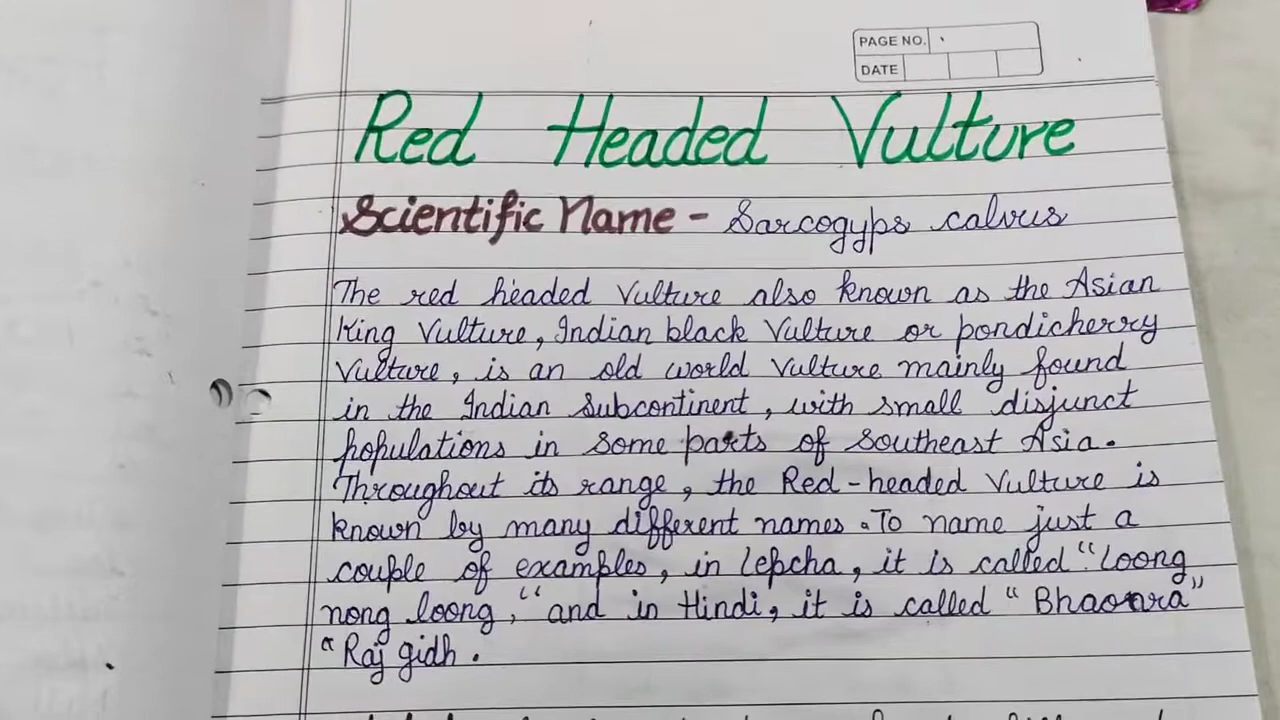 PAGE NO.
DATE
Red Headed Vulture
Scientific Name - Sarcogyps calvus
The red headed Vulture also known as the Asian
King Vulture, Indian black Vulture or pondicherry
Vulture, is an old world Vulture mainly found
in the Indian Subcontinent, with small disjunct
populations in some parts of Southeast Asia.
Throughout its range, the Red-headed Vulture is
known by many different names. To name just a
couple of examples, in Lepcha, it is called "Loong
nong loong," and in Hindi, it is called "Bhaonra"
"Raj gidh.